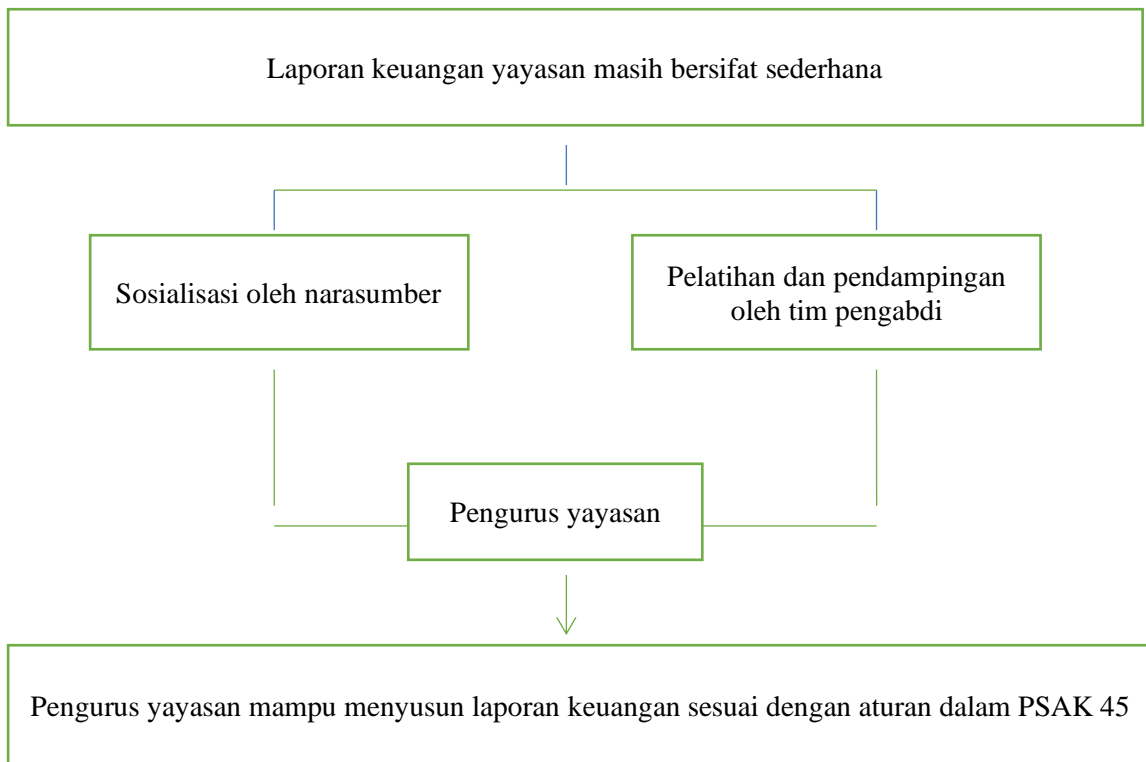 Laporan keuangan yayasan masih bersifat sederhana
Sosialisasi oleh narasumber
Pelatihan dan pendampingan
oleh tim pengabdi
Pengurus yayasan
Pengurus yayasan mampu menyusun laporan keuangan sesuai dengan aturan dalam PSAK 45